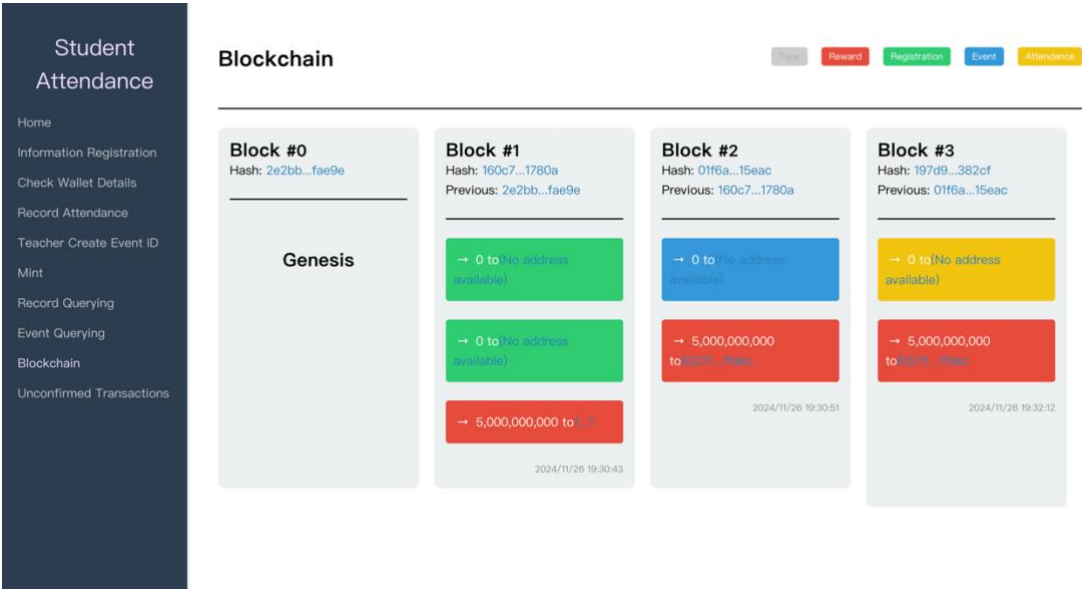 Student
Attendance
Home
Information Registration
Check Wallet Details
Record Attendance
Teacher Create Event ID
Mint
Record Querying
Event Querying
Blockchain
Unconfirmed Transactions
Blockchain
Type
Reward
Registration
Event
Attendance
Block #0
Hash: 2e2bb...fae9e
Genesis
Block #1
Hash: 160c7...1780a
Previous: 2e2bb...fae9e
→ 0 to(No address
available)
→ 0 to(No address
available)
→ 5,000,000,000 to
2024/11/26 19:30:43
Block #2
Hash: 01f6a...15eac
Previous: 160c7...1780a
→ 0 to(No address
available)
→ 5,000,000,000
to
2024/11/26 19:30:51
Block #3
Hash: 197d9...382cf
Previous: 01f6a...15eac
→ 0 to(No address
available)
→ 5,000,000,000
to
2024/11/26 19:32:12